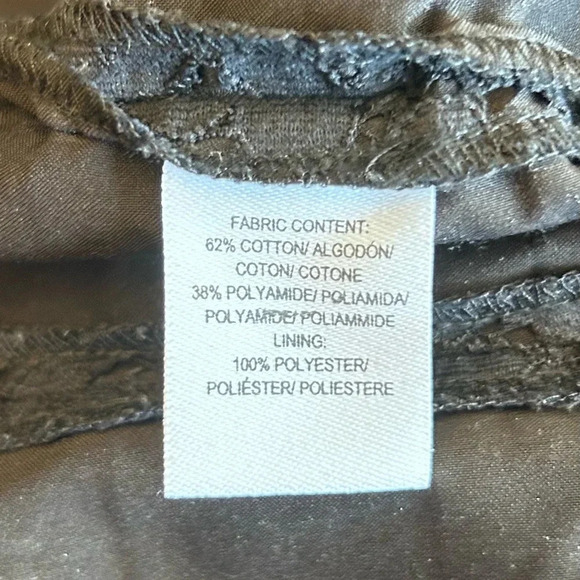 FABRIC CONTENT:
62% COTTON/ ALGODÓN/
COTON/ COTONE
38% POLYAMIDE/ POLIAMIDA/
POLYAMIDE/ POLIAMMIDE
LINING:
100% POLYESTER/
POLIÉSTER/ POLIESTERE